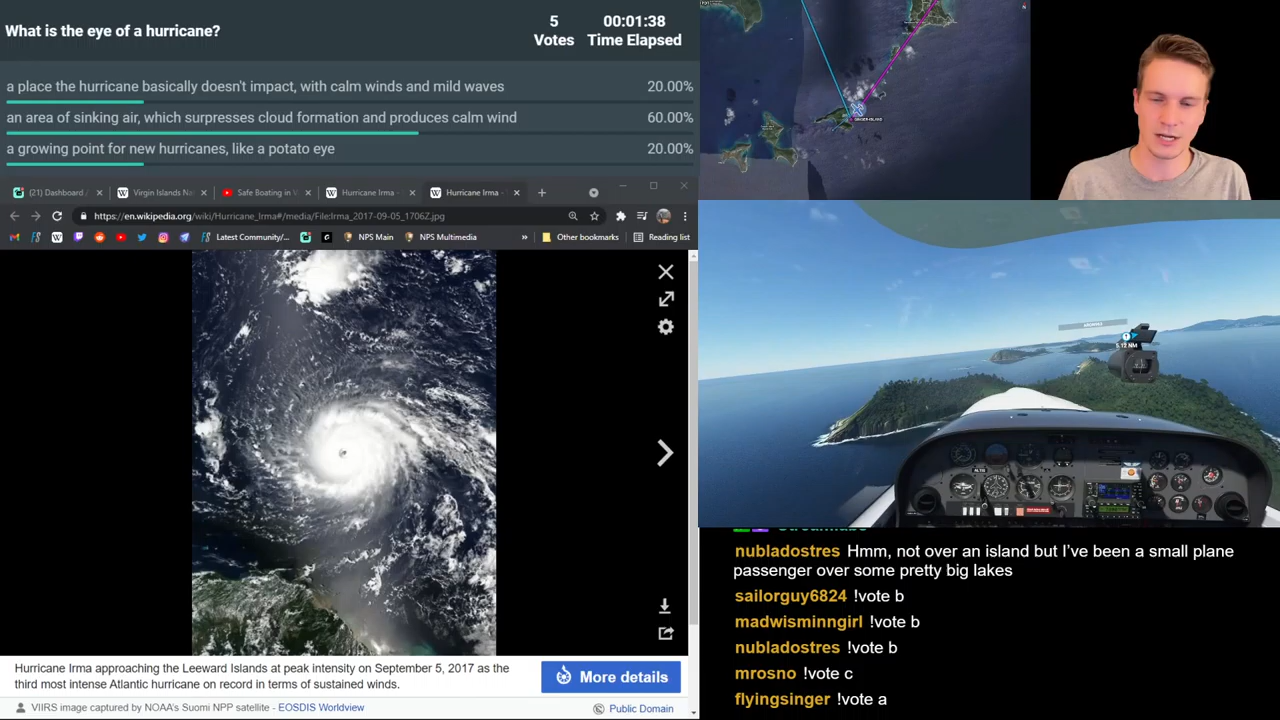 What is the eye of a hurricane?
5
Votes
00:01:38
Time Elapsed
a place the hurricane basically doesn't impact, with calm winds and mild waves 20.00%
an area of sinking air, which surpresses cloud formation and produces calm wind 60.00%
a growing point for new hurricanes, like a potato eye 20.00%
(21) Dashboard /
Virgin Islands Na
Safe Boating in V
Hurricane Irma -
Hurricane Irma -
https://en.wikipedia.org/wiki/Hurricane_Irma#/media/File:Irma_2017-09-05_1706Z.jpg
Latest Community/...
NPS Main
NPS Multimedia
»
Other bookmarks
Reading list
Hurricane Irma approaching the Leeward Islands at peak intensity on September 5, 2017 as the
third most intense Atlantic hurricane on record in terms of sustained winds.
More details
VIIRS image captured by NOAA's Suomi NPP satellite - EOSDIS Worldview
Public Domain
5.12 NM
nubladostres Hmm, not over an island but I've been a small plane
passenger over some pretty big lakes
sailorguy6824 !vote b
madwisminngirl !vote b
nubladostres !vote b
mrosno !vote c
flyingsinger !vote a